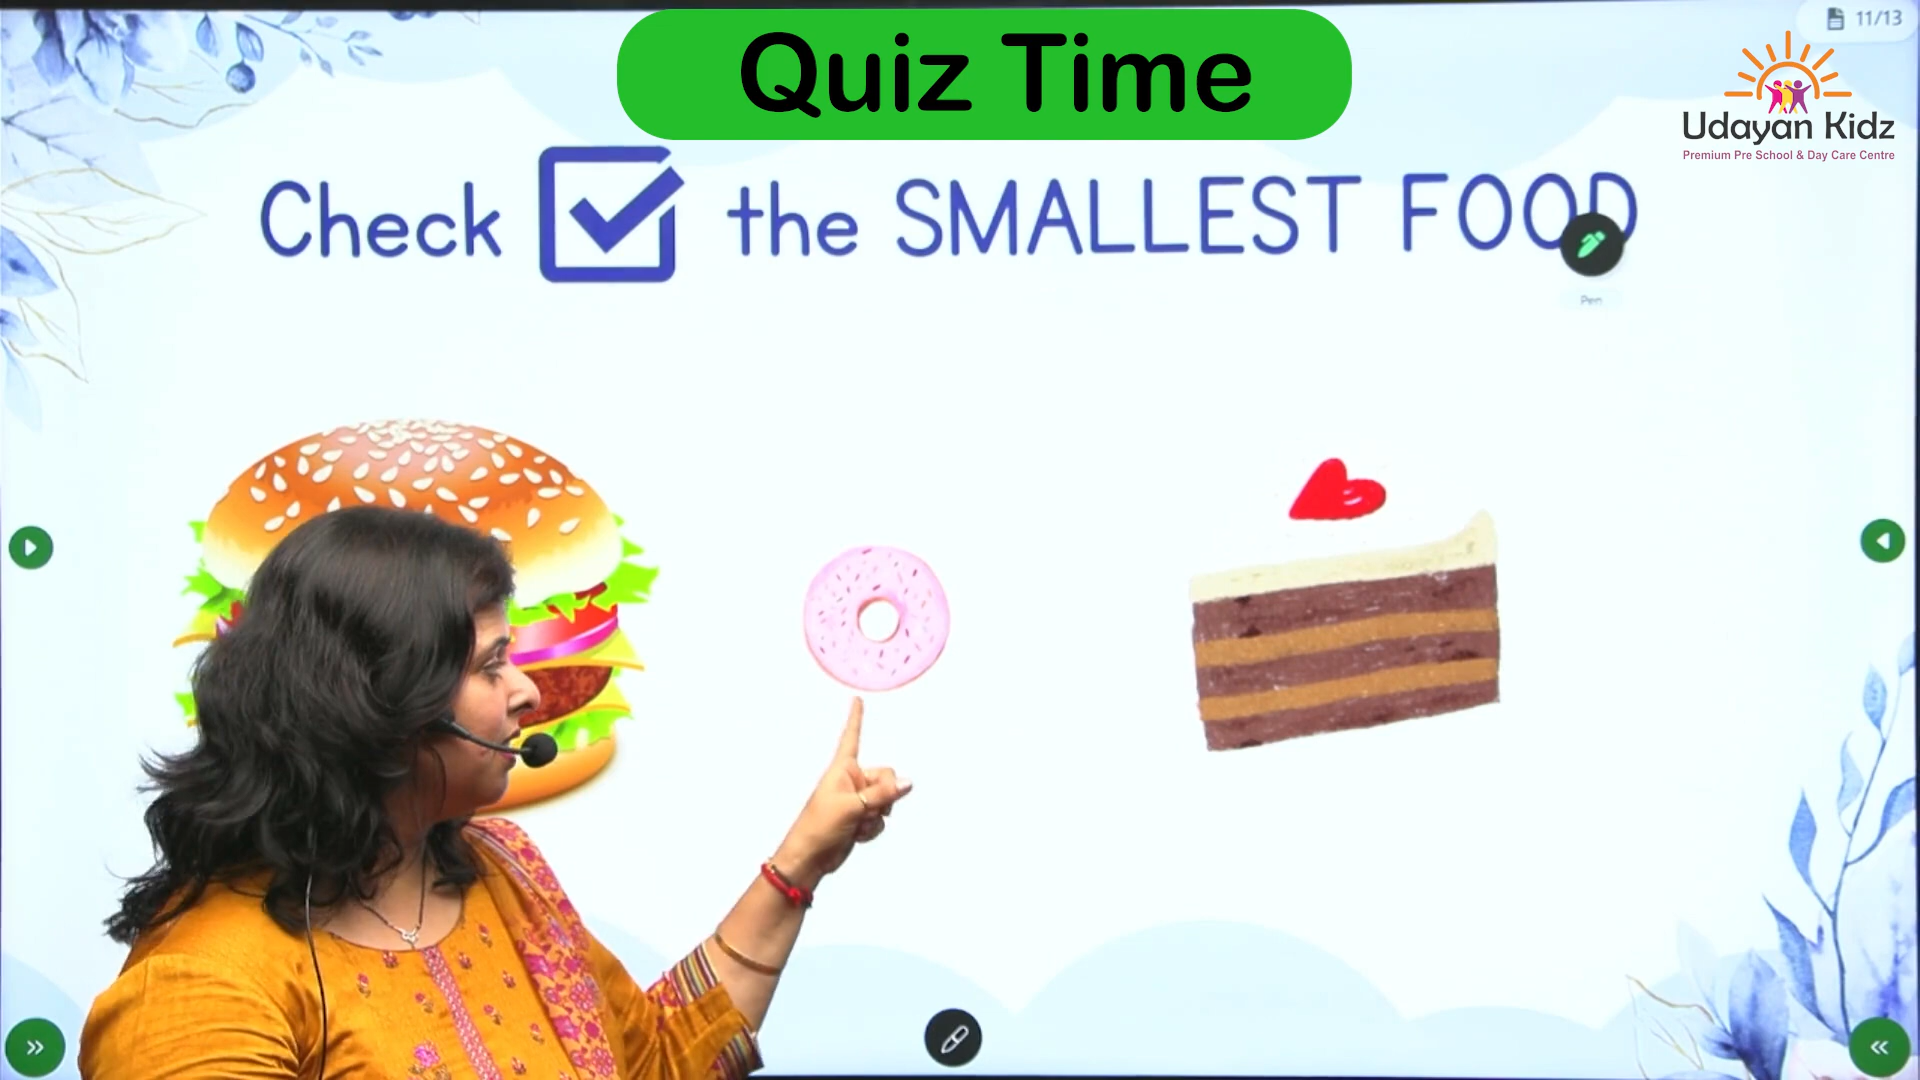 Quiz Time
11/13
Udayan Kidz
Premium Pre School & Day Care Centre
Check the SMALLEST FOOD
Pen